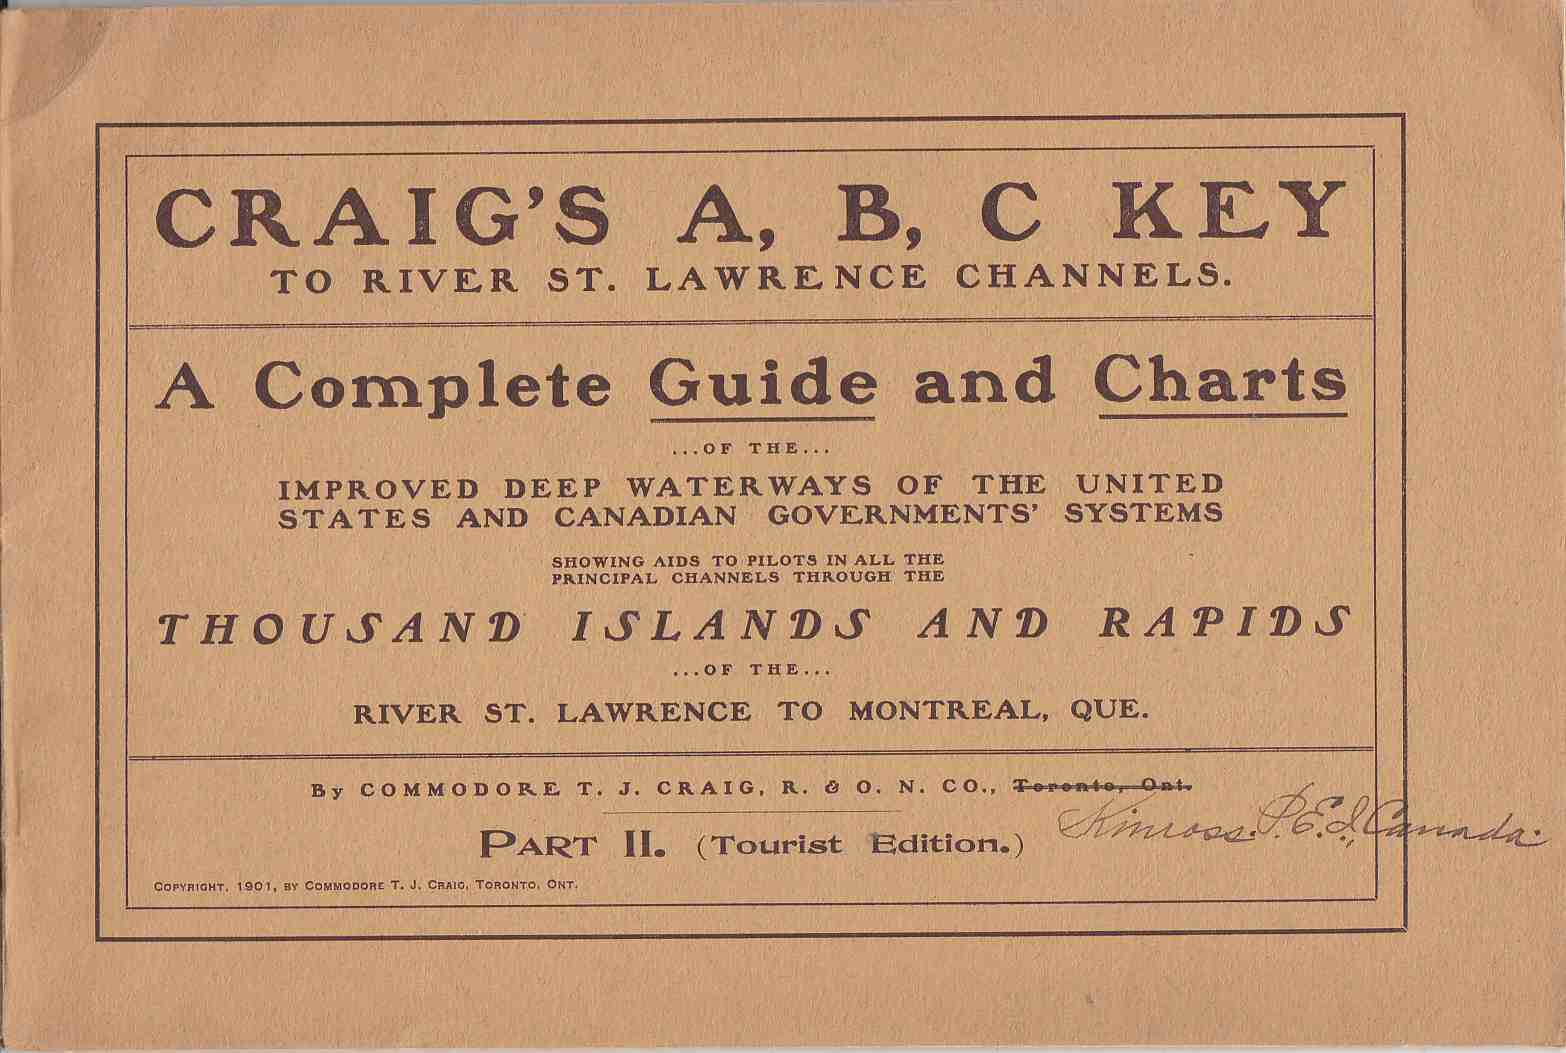 CRAIG'S A, B, C KEY
TO RIVER ST. LAWRENCE CHANNELS.
A Complete Guide and Charts
...OF THE...
IMPROVED DEEP WATERWAYS OF THE UNITED
STATES AND CANADIAN GOVERNMENTS' SYSTEMS
SHOWING AIDS TO PILOTS IN ALL THE
PRINCIPAL CHANNELS THROUGH THE
THOUSAND ISLANDS AND RAPIDS
...OF THE...
RIVER ST. LAWRENCE TO MONTREAL, QUE.
By COMMODORE T. J. CRAIG, R. & O. N. CO., Toronto, Ont.
Kinross. P.E.I., Canada.
PART II. (Tourist Edition.)
COPYRIGHT, 1901, BY COMMODORE T. J. CRAIG, TORONTO, ONT.